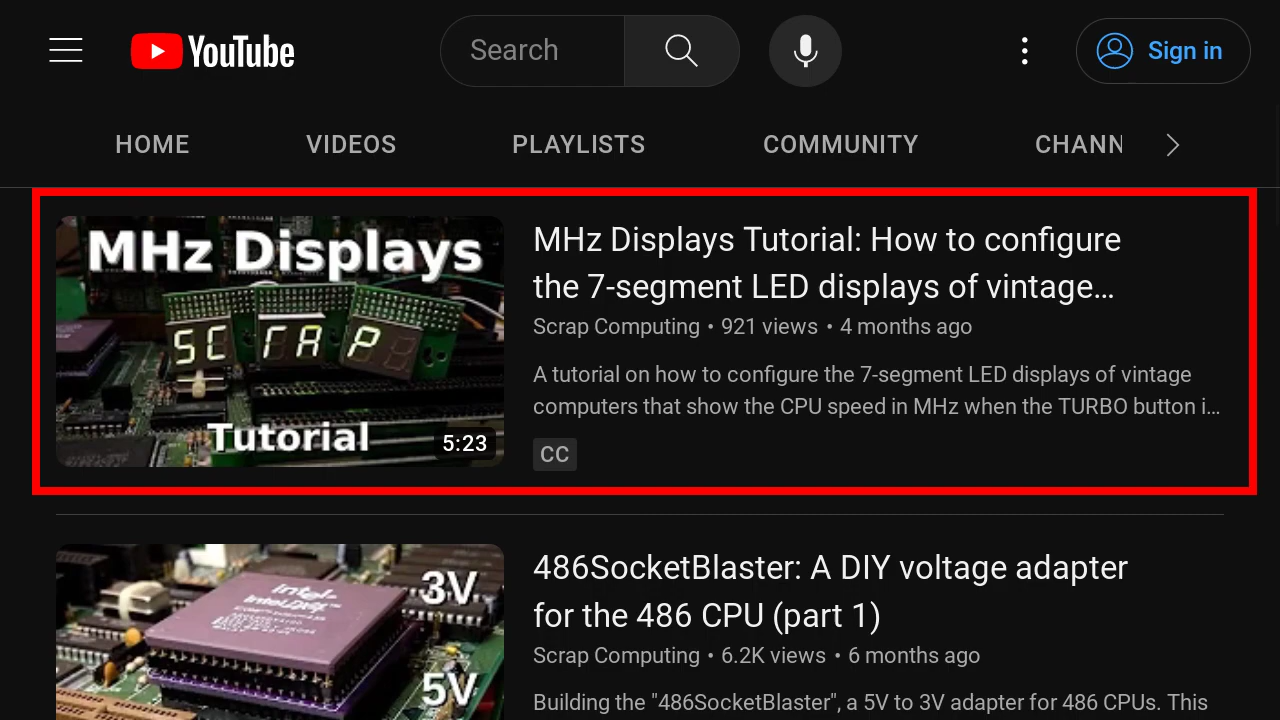 YouTube
Search
Sign in
HOME VIDEOS PLAYLISTS COMMUNITY CHANN
MHz Displays
SC rAP
Tutorial
5:23
MHz Displays Tutorial: How to configure
the 7-segment LED displays of vintage…
Scrap Computing • 921 views • 4 months ago
A tutorial on how to configure the 7-segment LED displays of vintage
computers that show the CPU speed in MHz when the TURBO button i…
CC
3V
intel
5V
486SocketBlaster: A DIY voltage adapter
for the 486 CPU (part 1)
Scrap Computing • 6.2K views • 6 months ago
Building the "486SocketBlaster", a 5V to 3V adapter for 486 CPUs. This